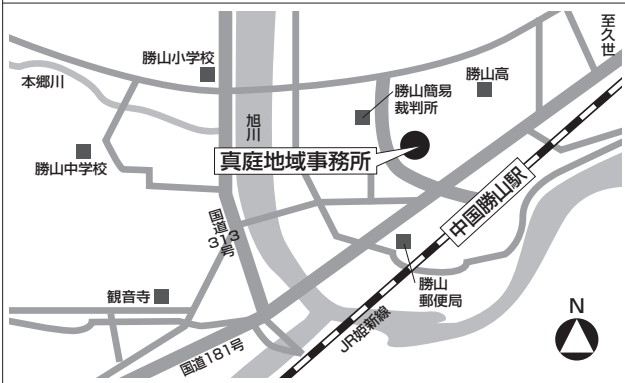 至久世
勝山小学校
勝山高
本郷川
勝山簡易
裁判所
旭川
真庭地域事務所
勝山中学校
中国勝山駅
国道
313
号
勝山
郵便局
観音寺
JR姫新線
国道181号
N